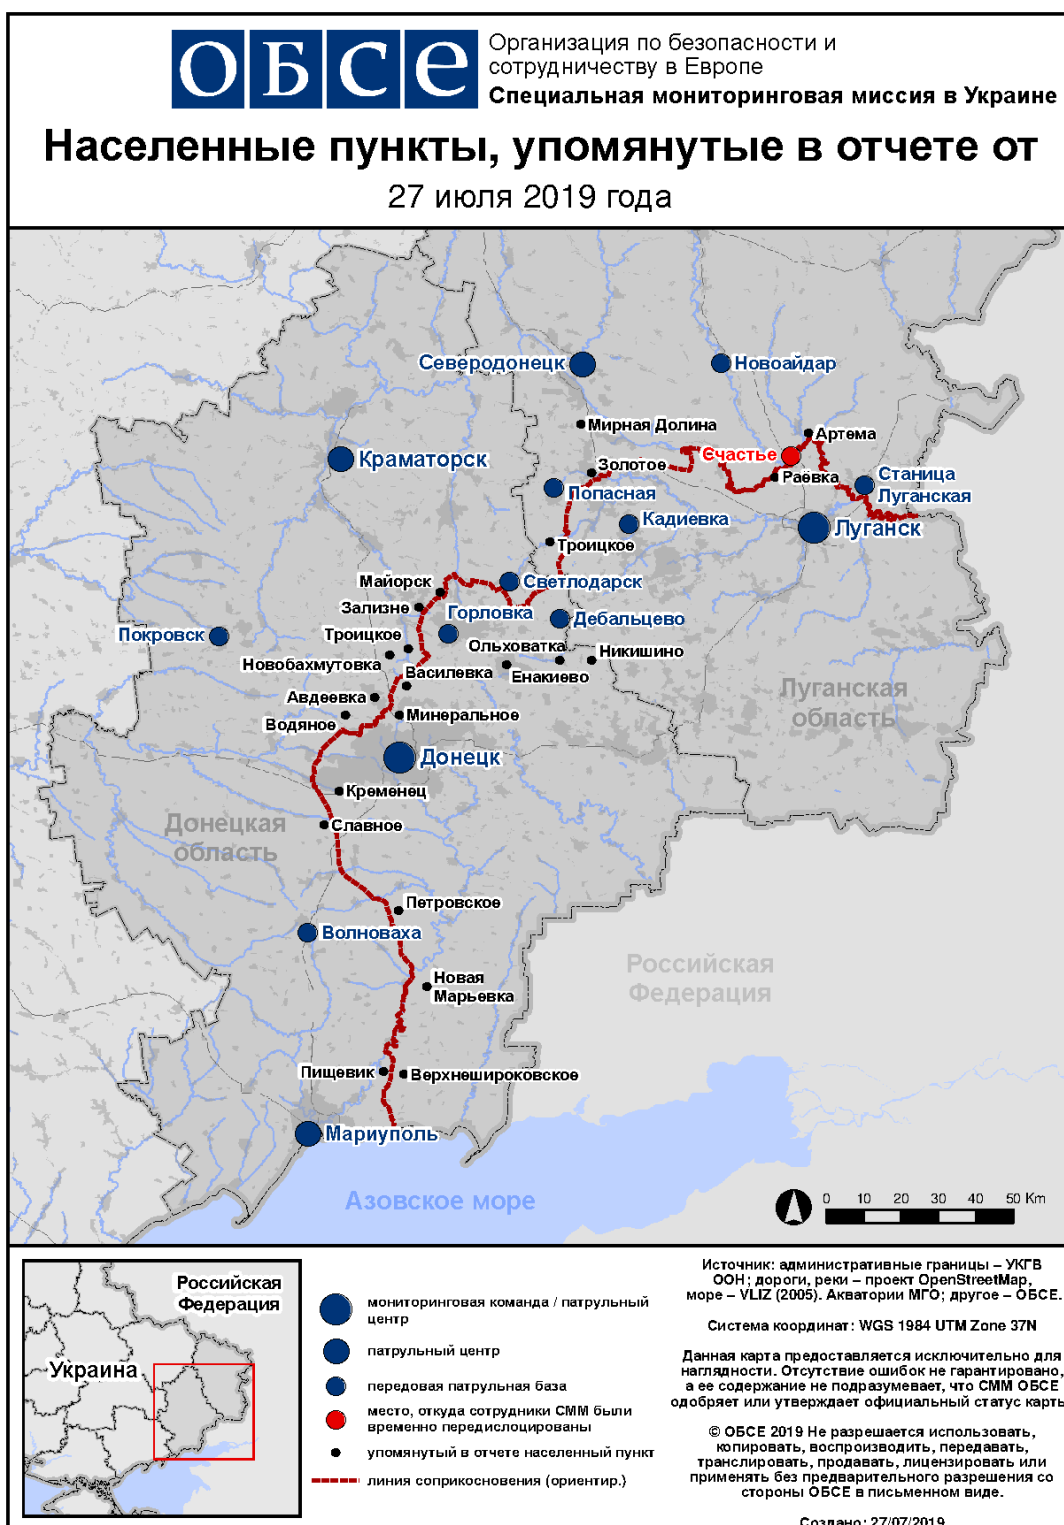 ОБСЕ
Организация по безопасности и
сотрудничеству в Европе
Специальная мониторинговая миссия в Украине
Населенные пункты, упомянутые в отчете от
27 июля 2019 года
Северодонецк
Новоайдар
Мирная Долина
Артема
Счастье
Краматорск
Золотое
Раёвка
Станица
Луганская
Попасная
Кадиевка
Луганск
Троицкое
Майорск
Светлодарск
Зализне
Горловка
Дебальцево
Покровск
Троицкое
Ольховатка
Никишино
Новобахмутовка
Василевка
Енакиево
Авдеевка
Луганская
область
Водяное
Минеральное
Донецк
Кременец
Донецкая
область
Славное
Петровское
Волноваха
Российская
Федерация
Новая
Марьевка
Пищевик
Верхнешироковское
Мариуполь
Азовское море
0 10 20 30 40 50 Km
Российская
Федерация
Украина
мониторинговая команда / патрульный
центр
патрульный центр
передовая патрульная база
место, откуда сотрудники СММ были
временно передислоцированы
упомянутый в отчете населенный пункт
линия соприкосновения (ориентир.)
Источник: административные границы – УКГВ
ООН; дороги, реки – проект OpenStreetMap,
море – VLIZ (2005). Акватории МГО; другое – ОБСЕ.
Система координат: WGS 1984 UTM Zone 37N
Данная карта предоставляется исключительно для
наглядности. Отсутствие ошибок не гарантировано,
а ее содержание не подразумевает, что СММ ОБСЕ
одобряет или утверждает официальный статус карты
© ОБСЕ 2019 Не разрешается использовать,
копировать, воспроизводить, передавать,
транслировать, продавать, лицензировать или
применять без предварительного разрешения со
стороны ОБСЕ в письменном виде.
Создано: 27/07/2019